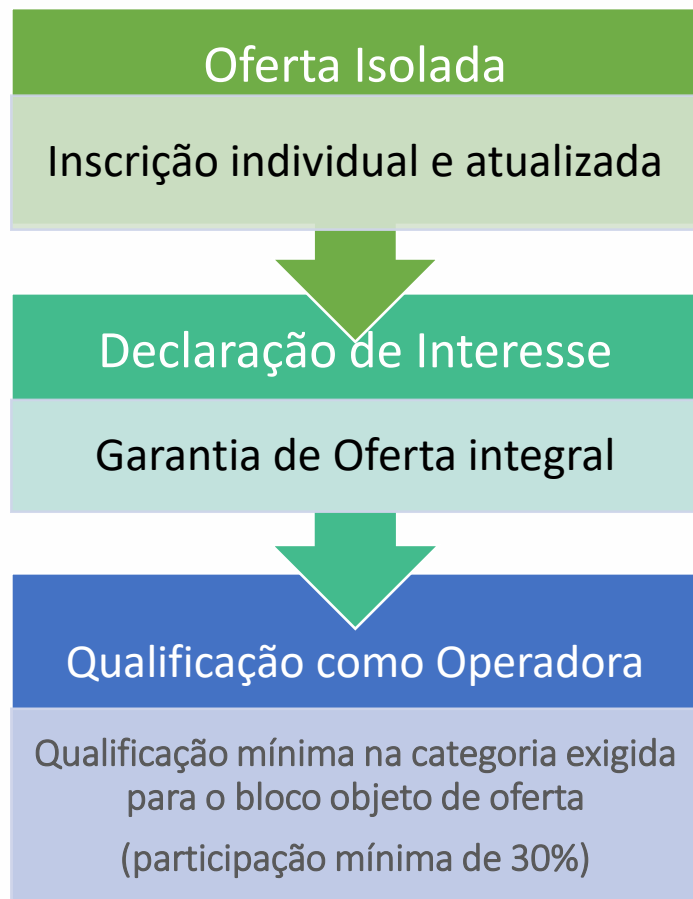 Oferta Isolada
Inscrição individual e atualizada
Declaração de Interesse
Garantia de Oferta integral
Qualificação como Operadora
Qualificação mínima na categoria exigida
para o bloco objeto de oferta
(participação mínima de 30%)